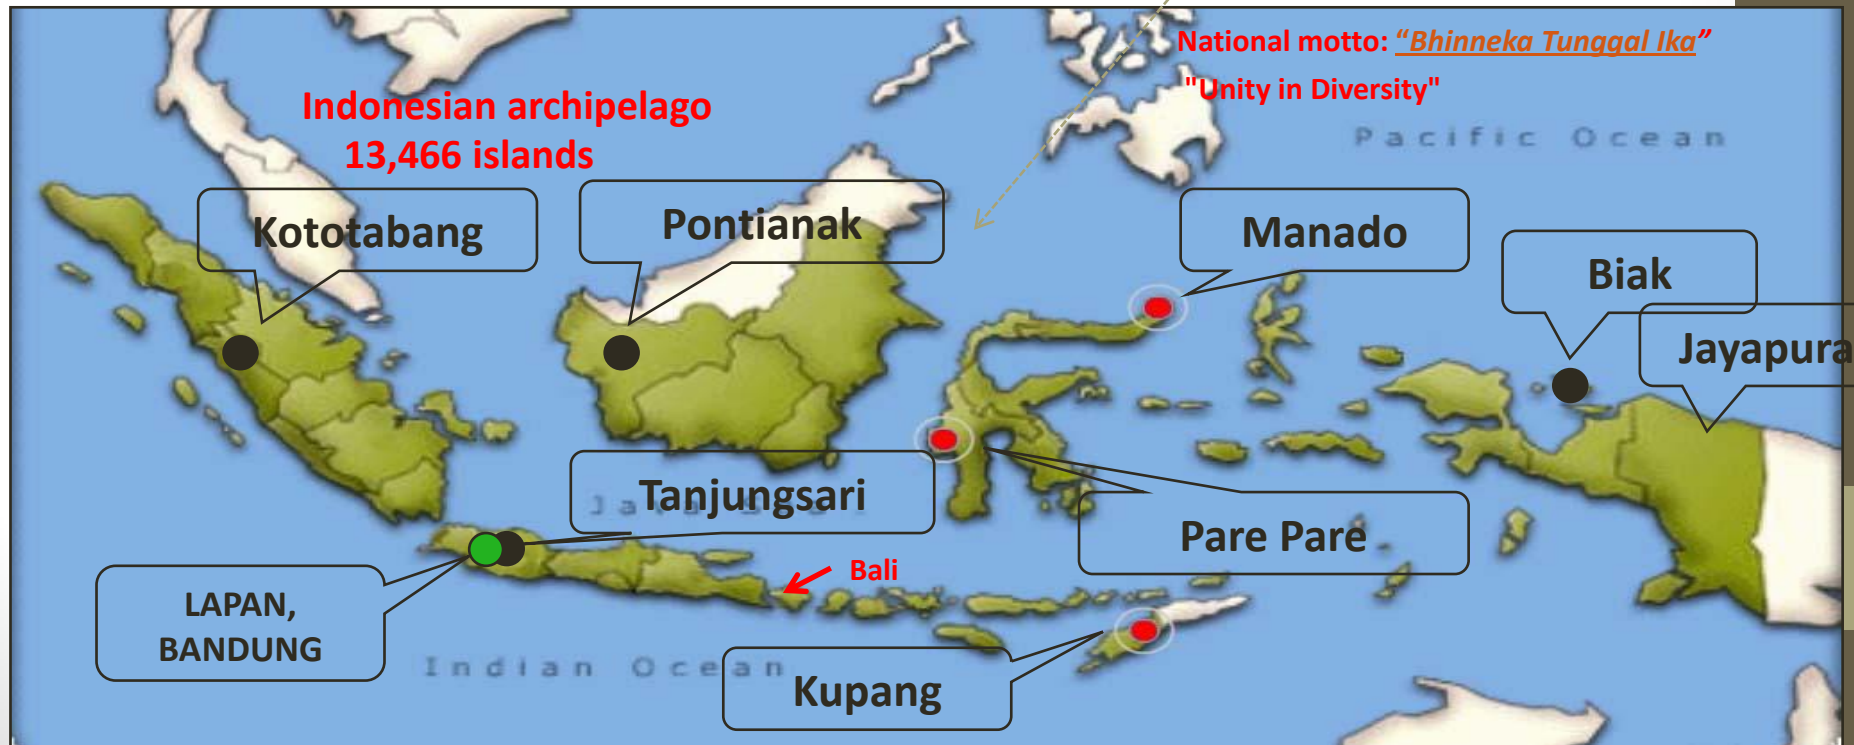 National motto: “Bhinneka Tunggal Ika”
"Unity in Diversity"
Indonesian archipelago
13,466 islands
Pacific Ocean
Kototabang
Pontianak
Manado
Biak
Jayapura
Tanjungsari
Java
Pare Pare
Bali
LAPAN,
BANDUNG
Indian Ocean
Kupang